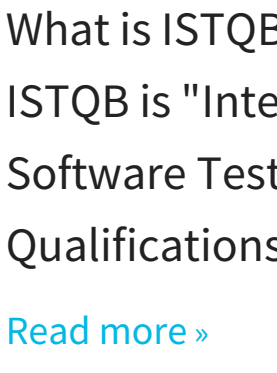 What is ISTQB
ISTQB is "Inte
Software Test
Qualifications
Read more »